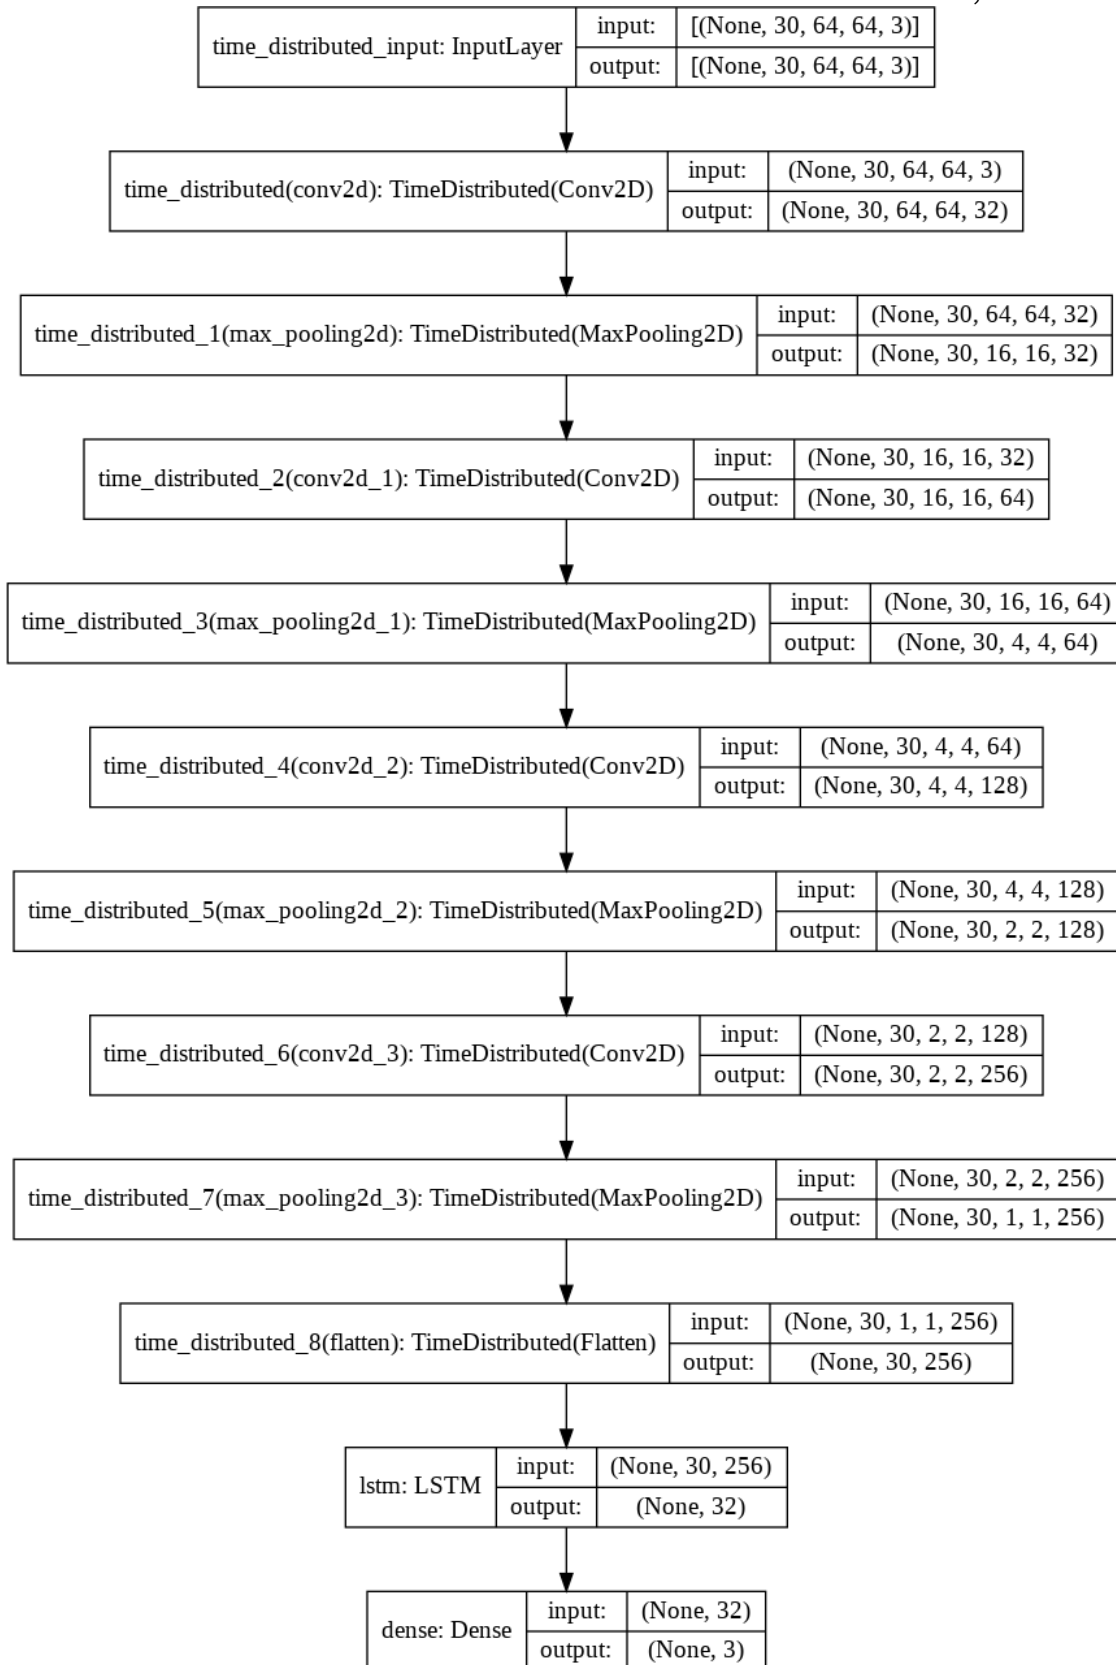 time_distributed_input: InputLayer
input: [(None, 30, 64, 64, 3)]
output: [(None, 30, 64, 64, 3)]
time_distributed(conv2d): TimeDistributed(Conv2D)
input: (None, 30, 64, 64, 3)
output: (None, 30, 64, 64, 32)
time_distributed_1(max_pooling2d): TimeDistributed(MaxPooling2D)
input: (None, 30, 64, 64, 32)
output: (None, 30, 16, 16, 32)
time_distributed_2(conv2d_1): TimeDistributed(Conv2D)
input: (None, 30, 16, 16, 32)
output: (None, 30, 16, 16, 64)
time_distributed_3(max_pooling2d_1): TimeDistributed(MaxPooling2D)
input: (None, 30, 16, 16, 64)
output: (None, 30, 4, 4, 64)
time_distributed_4(conv2d_2): TimeDistributed(Conv2D)
input: (None, 30, 4, 4, 64)
output: (None, 30, 4, 4, 128)
time_distributed_5(max_pooling2d_2): TimeDistributed(MaxPooling2D)
input: (None, 30, 4, 4, 128)
output: (None, 30, 2, 2, 128)
time_distributed_6(conv2d_3): TimeDistributed(Conv2D)
input: (None, 30, 2, 2, 128)
output: (None, 30, 2, 2, 256)
time_distributed_7(max_pooling2d_3): TimeDistributed(MaxPooling2D)
input: (None, 30, 2, 2, 256)
output: (None, 30, 1, 1, 256)
time_distributed_8(flatten): TimeDistributed(Flatten)
input: (None, 30, 1, 1, 256)
output: (None, 30, 256)
lstm: LSTM
input: (None, 30, 256)
output: (None, 32)
dense: Dense
input: (None, 32)
output: (None, 3)